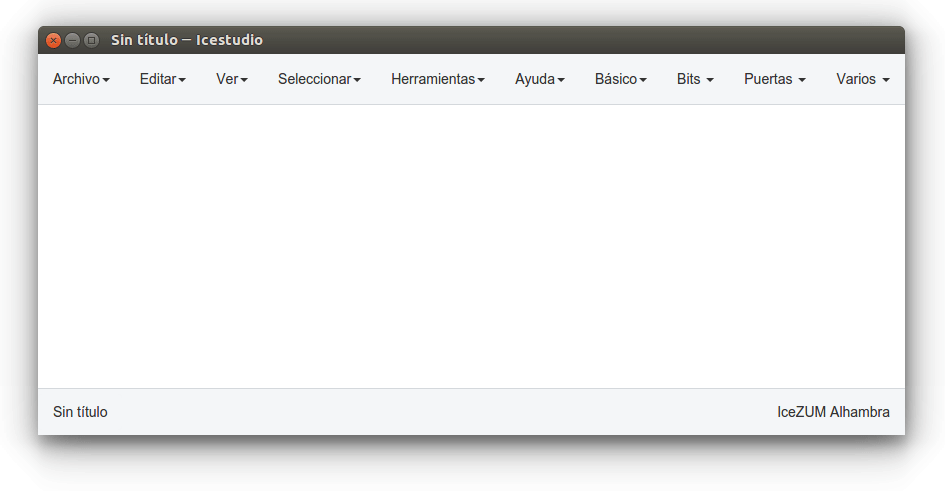 Sin título — Icestudio
Archivo Editar Ver Seleccionar Herramientas Ayuda Básico Bits Puertas Varios
Sin título IceZUM Alhambra